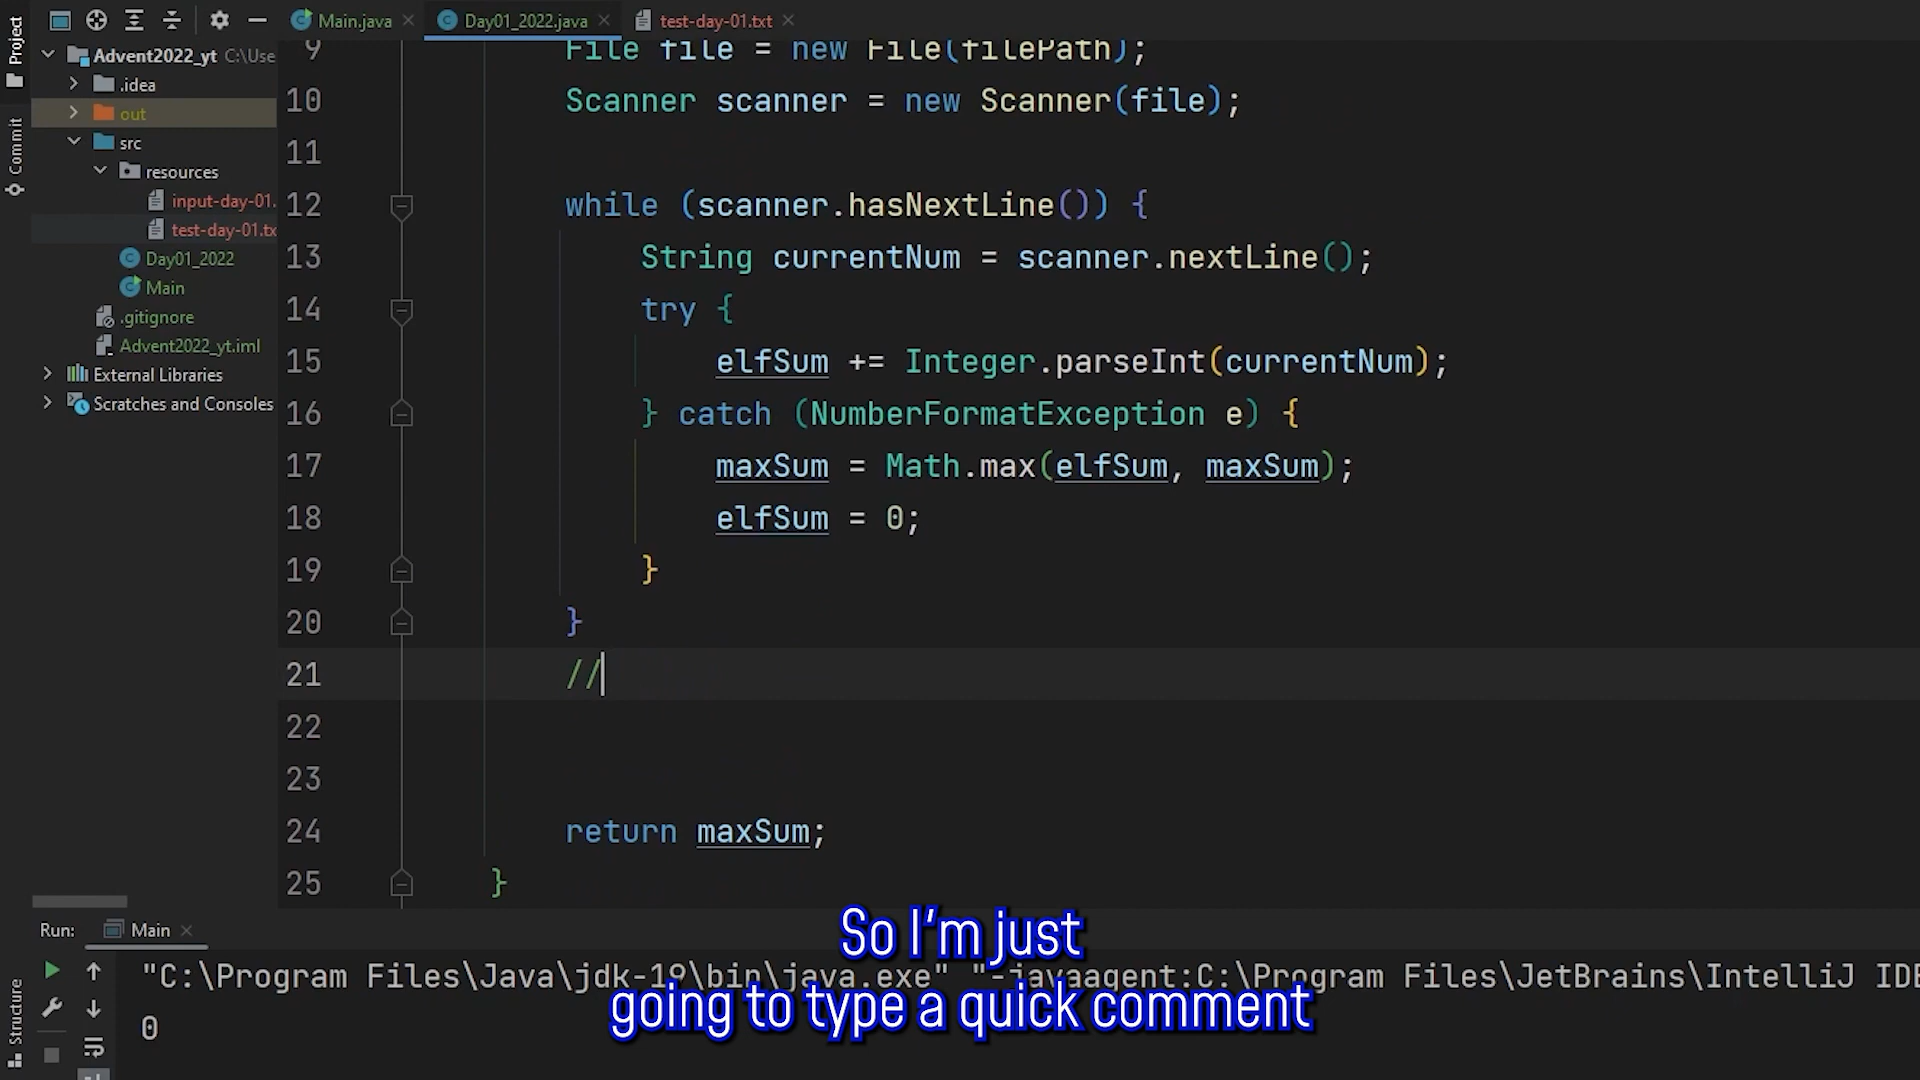 Project
Commit
Structure
Main.java
Day01_2022.java
test-day-01.txt
Advent2022_yt C:\Use
.idea
out
src
resources
input-day-01.
test-day-01.tx
Day01_2022
Main
.gitignore
Advent2022_yt.iml
External Libraries
Scratches and Consoles
9 File file = new File(filePath);
10 Scanner scanner = new Scanner(file);
11
12 while (scanner.hasNextLine()) {
13 String currentNum = scanner.nextLine();
14 try {
15 elfSum += Integer.parseInt(currentNum);
16 } catch (NumberFormatException e) {
17 maxSum = Math.max(elfSum, maxSum);
18 elfSum = 0;
19 }
20 }
21 //
22
23
24 return maxSum;
25 }
Run: Main
"C:\Program Files\Java\jdk-19\bin\java.exe" "-javaagent:C:\Program Files\JetBrains\IntelliJ IDE
0
So I'm just
going to type a quick comment